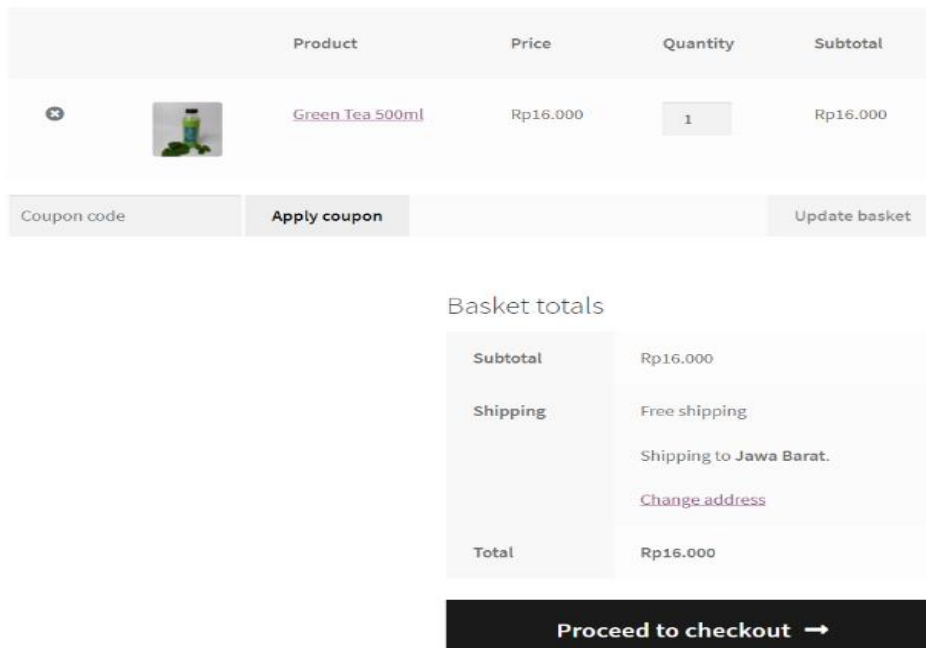 Product Price Quantity Subtotal
Green Tea 500ml Rp16.000 1 Rp16.000
Coupon code Apply coupon Update basket
Basket totals
Subtotal Rp16.000
Shipping Free shipping
Shipping to Jawa Barat.
Change address
Total Rp16.000
Proceed to checkout →